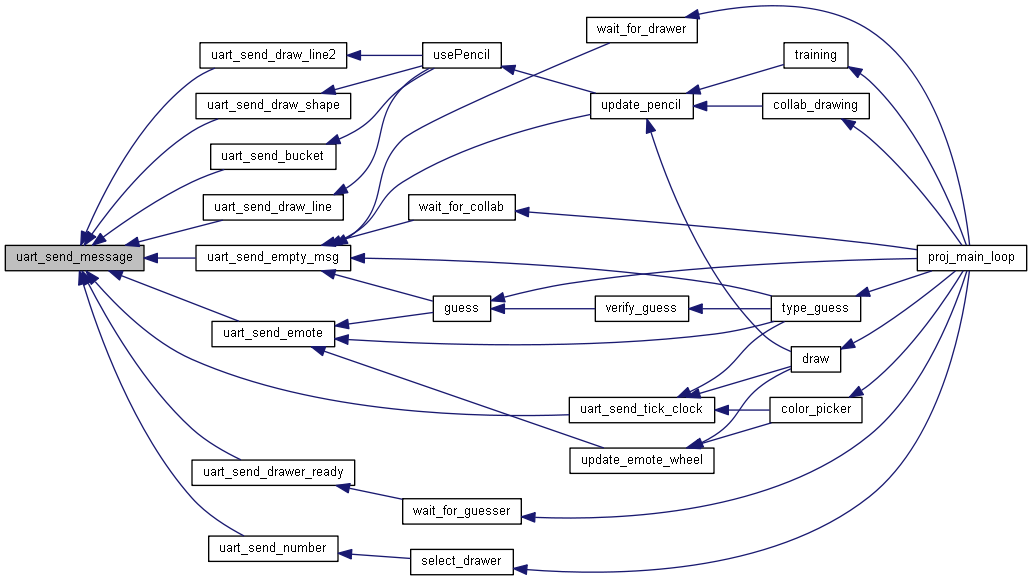 wait_for_drawer
uart_send_draw_line2
usePencil
training
uart_send_draw_shape
update_pencil
collab_drawing
uart_send_bucket
uart_send_draw_line
wait_for_collab
uart_send_message
uart_send_empty_msg
proj_main_loop
guess
verify_guess
type_guess
uart_send_emote
draw
uart_send_tick_clock
color_picker
update_emote_wheel
uart_send_drawer_ready
wait_for_guesser
uart_send_number
select_drawer